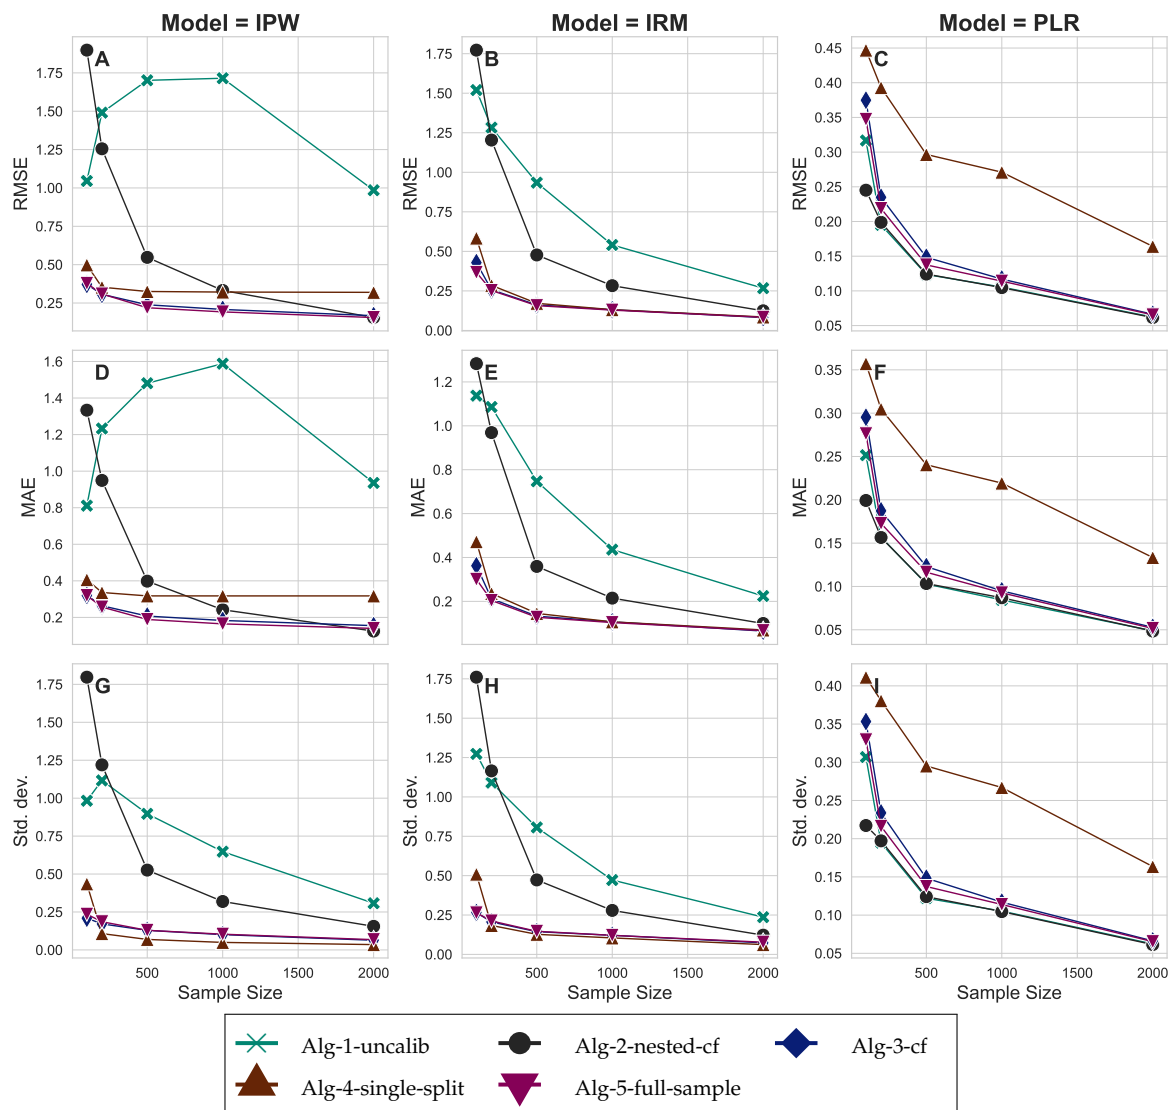 Model = IPW
Model = IRM
Model = PLR
A
RMSE
1.75
1.50
1.25
1.00
0.75
0.50
0.25
B
RMSE
1.75
1.50
1.25
1.00
0.75
0.50
0.25
0.00
C
RMSE
0.45
0.40
0.35
0.30
0.25
0.20
0.15
0.10
0.05
D
MAE
1.6
1.4
1.2
1.0
0.8
0.6
0.4
0.2
E
MAE
1.2
1.0
0.8
0.6
0.4
0.2
F
MAE
0.35
0.30
0.25
0.20
0.15
0.10
0.05
G
Std. dev.
1.75
1.50
1.25
1.00
0.75
0.50
0.25
0.00
500 1000 1500 2000
Sample Size
H
Std. dev.
1.75
1.50
1.25
1.00
0.75
0.50
0.25
0.00
500 1000 1500 2000
Sample Size
I
Std. dev.
0.40
0.35
0.30
0.25
0.20
0.15
0.10
0.05
500 1000 1500 2000
Sample Size
Alg-1-uncalib
Alg-2-nested-cf
Alg-3-cf
Alg-4-single-split
Alg-5-full-sample